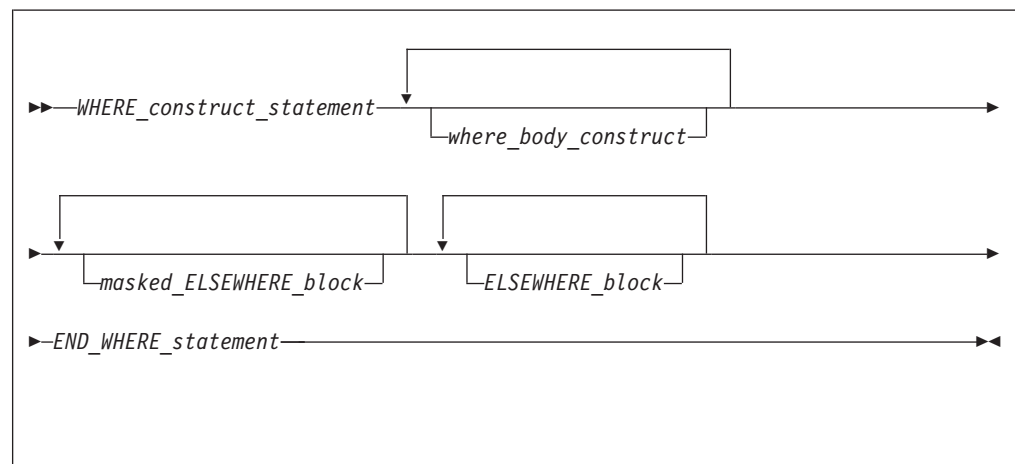 WHERE_construct_statement
where_body_construct
masked_ELSEWHERE_block ELSEWHERE_block
END_WHERE_statement